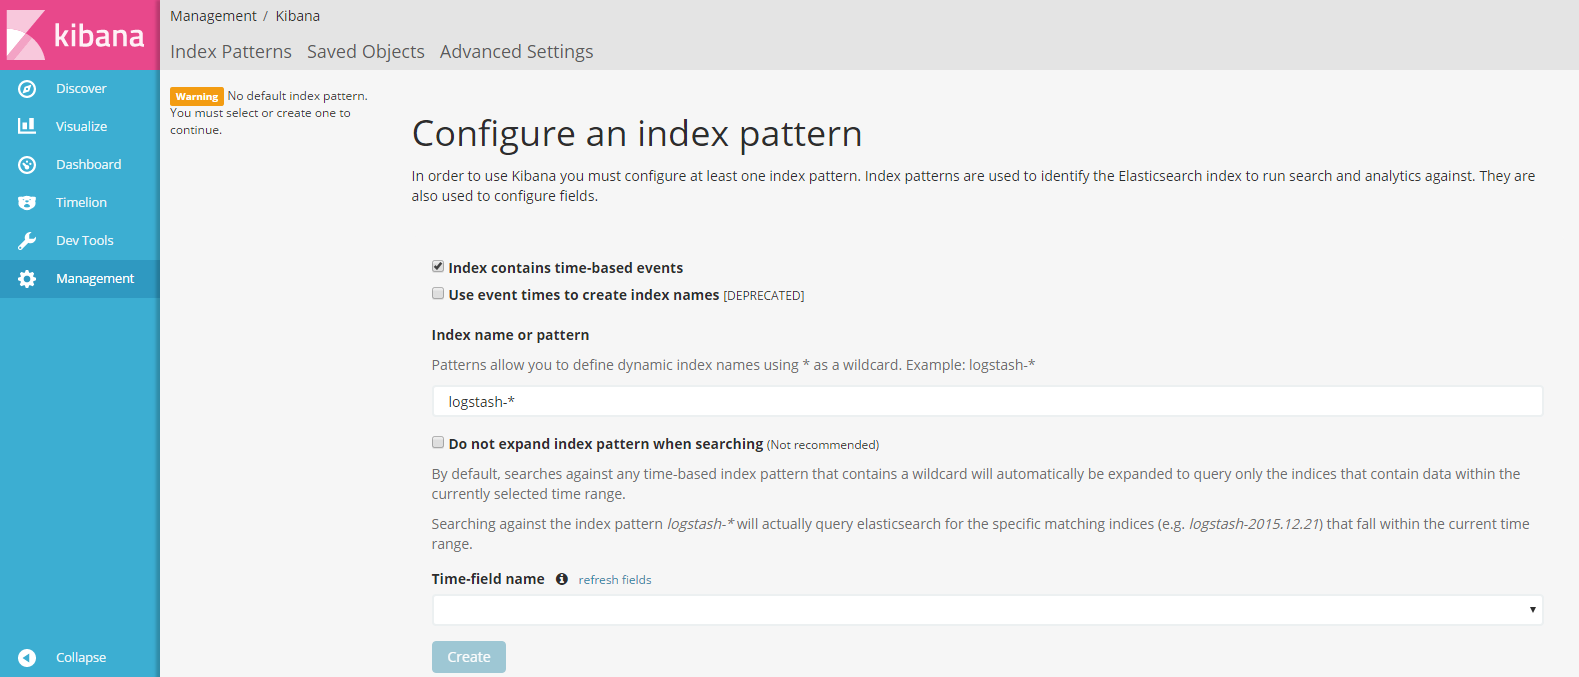 kibana
Discover
Visualize
Dashboard
Timelion
Dev Tools
Management
Collapse
Management / Kibana
Index Patterns Saved Objects Advanced Settings
Warning No default index pattern.
You must select or create one to
continue.
Configure an index pattern
In order to use Kibana you must configure at least one index pattern. Index patterns are used to identify the Elasticsearch index to run search and analytics against. They are
also used to configure fields.
Index contains time-based events
Use event times to create index names [DEPRECATED]
Index name or pattern
Patterns allow you to define dynamic index names using * as a wildcard. Example: logstash-*
logstash-*
Do not expand index pattern when searching (Not recommended)
By default, searches against any time-based index pattern that contains a wildcard will automatically be expanded to query only the indices that contain data within the
currently selected time range.
Searching against the index pattern logstash-* will actually query elasticsearch for the specific matching indices (e.g. logstash-2015.12.21) that fall within the current time
range.
Time-field name refresh fields
Create